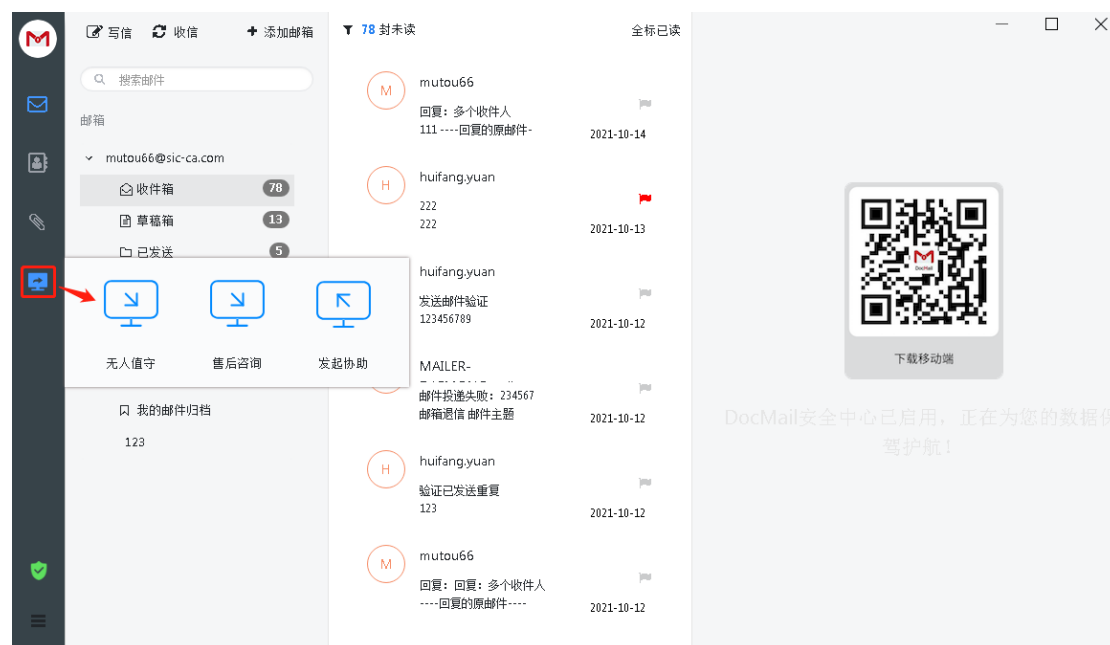 写信
收信
添加邮箱
78 封未读
全标已读
搜索邮件
邮箱
mutou66@sic-ca.com
收件箱 78
草稿箱 13
已发送 5
无人值守
售后咨询
发起协助
我的邮件归档
123
M
mutou66
回复：多个收件人
111 ----回复的原邮件-
2021-10-14
H
huifang.yuan
222
222
2021-10-13
huifang.yuan
发送邮件验证
123456789
2021-10-12
MAILER-
邮件投递失败：234567
邮箱退信 邮件主题
2021-10-12
H
huifang.yuan
验证已发送重复
123
2021-10-12
M
mutou66
回复：回复：多个收件人
----回复的原邮件----
2021-10-12
DocMail
下载移动端
DocMail安全中心已启用，正在为您的数据保
驾护航！